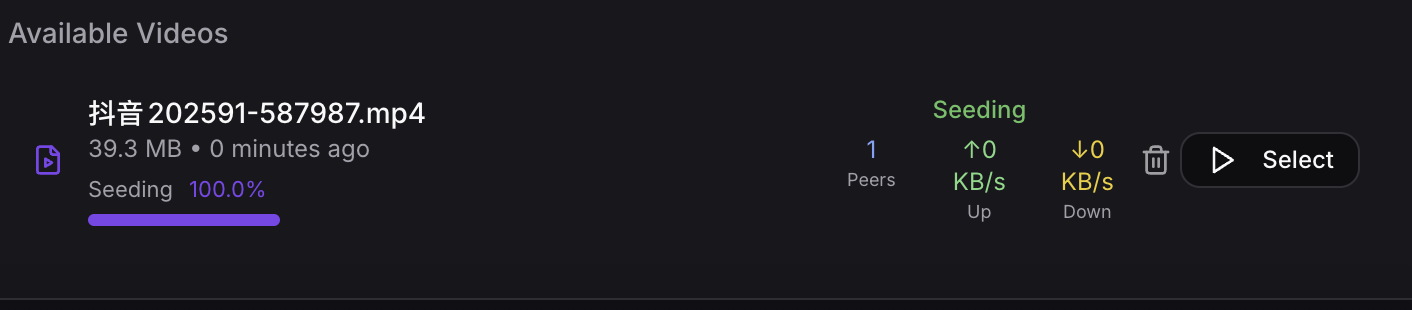 Available Videos
抖音202591-587987.mp4
39.3 MB • 0 minutes ago
Seeding 100.0%
Seeding
1
Peers
↑0
KB/s
Up
↓0
KB/s
Down
Select